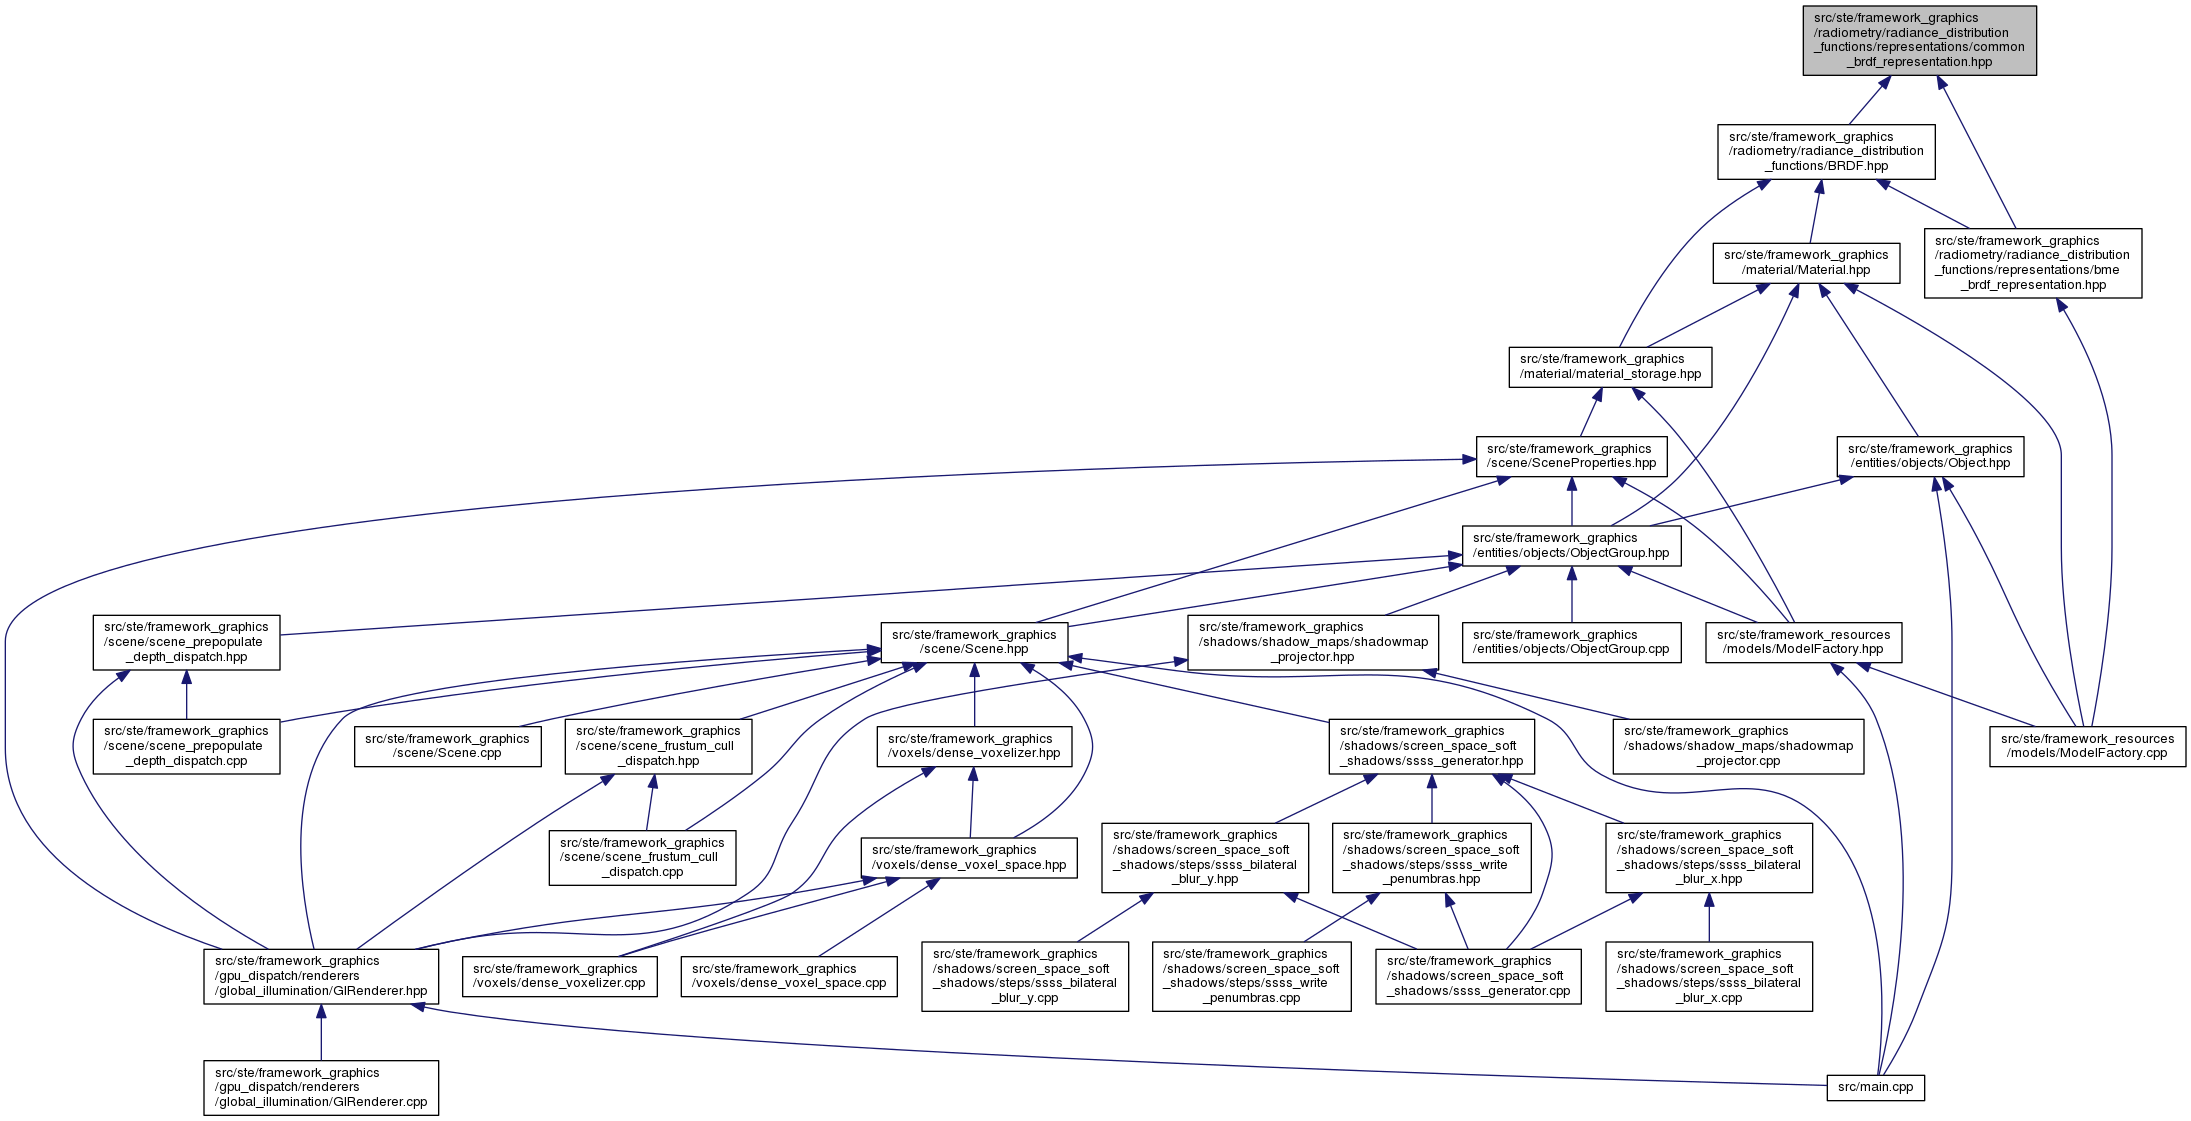 src/ste/framework_graphics
/radiometry/radiance_distribution
_functions/representations/common
_brdf_representation.hpp
src/ste/framework_graphics
/radiometry/radiance_distribution
_functions/BRDF.hpp
src/ste/framework_graphics
/material/Material.hpp
src/ste/framework_graphics
/radiometry/radiance_distribution
_functions/representations/bme
_brdf_representation.hpp
src/ste/framework_graphics
/material/material_storage.hpp
src/ste/framework_graphics
/scene/SceneProperties.hpp
src/ste/framework_graphics
/entities/objects/Object.hpp
src/ste/framework_graphics
/entities/objects/ObjectGroup.hpp
src/ste/framework_graphics
/scene/scene_prepopulate
_depth_dispatch.hpp
src/ste/framework_graphics
/scene/Scene.hpp
src/ste/framework_graphics
/shadows/shadow_maps/shadowmap
_projector.hpp
src/ste/framework_graphics
/entities/objects/ObjectGroup.cpp
src/ste/framework_resources
/models/ModelFactory.hpp
src/ste/framework_graphics
/scene/scene_prepopulate
_depth_dispatch.cpp
src/ste/framework_graphics
/scene/Scene.cpp
src/ste/framework_graphics
/scene/scene_frustum_cull
_dispatch.hpp
src/ste/framework_graphics
/voxels/dense_voxelizer.hpp
src/ste/framework_graphics
/shadows/screen_space_soft
_shadows/ssss_generator.hpp
src/ste/framework_graphics
/shadows/shadow_maps/shadowmap
_projector.cpp
src/ste/framework_resources
/models/ModelFactory.cpp
src/ste/framework_graphics
/scene/scene_frustum_cull
_dispatch.cpp
src/ste/framework_graphics
/voxels/dense_voxel_space.hpp
src/ste/framework_graphics
/shadows/screen_space_soft
_shadows/steps/ssss_bilateral
_blur_y.hpp
src/ste/framework_graphics
/shadows/screen_space_soft
_shadows/steps/ssss_write
_penumbras.hpp
src/ste/framework_graphics
/shadows/screen_space_soft
_shadows/steps/ssss_bilateral
_blur_x.hpp
src/ste/framework_graphics
/gpu_dispatch/renderers
/global_illumination/GIRenderer.hpp
src/ste/framework_graphics
/voxels/dense_voxelizer.cpp
src/ste/framework_graphics
/voxels/dense_voxel_space.cpp
src/ste/framework_graphics
/shadows/screen_space_soft
_shadows/steps/ssss_bilateral
_blur_y.cpp
src/ste/framework_graphics
/shadows/screen_space_soft
_shadows/steps/ssss_write
_penumbras.cpp
src/ste/framework_graphics
/shadows/screen_space_soft
_shadows/ssss_generator.cpp
src/ste/framework_graphics
/shadows/screen_space_soft
_shadows/steps/ssss_bilateral
_blur_x.cpp
src/ste/framework_graphics
/gpu_dispatch/renderers
/global_illumination/GIRenderer.cpp
src/main.cpp